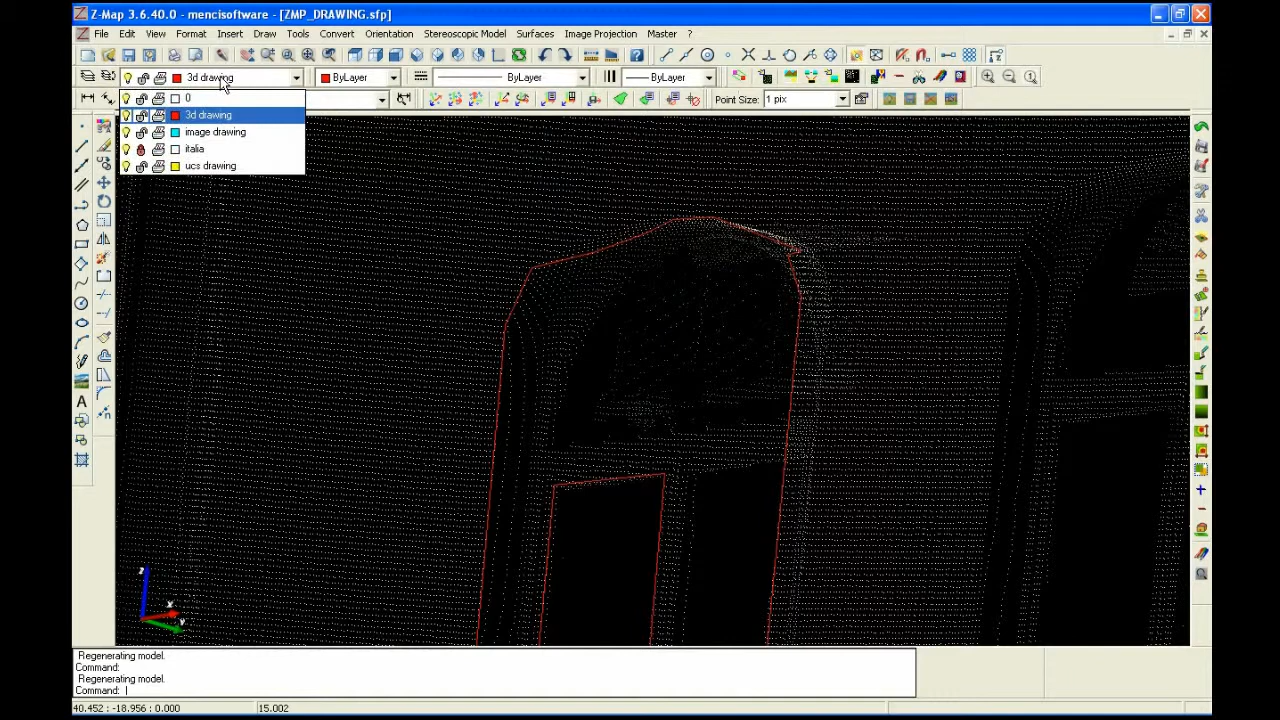 Z-Map 3.6.40.0 - mencisoftware - [ZMP_DRAWING.sfp]
File Edit View Format Insert Draw Tools Convert Orientation Stereoscopic Model Surfaces Image Projection Master ?
3d drawing ByLayer ByLayer ByLayer
Point Size: 1 pix
0
3d drawing
image drawing
italia
ucs drawing
z
x
y
Regenerating model.
Command:
Regenerating model.
Command:
40.452 : -18.956 : 0.000 15.002